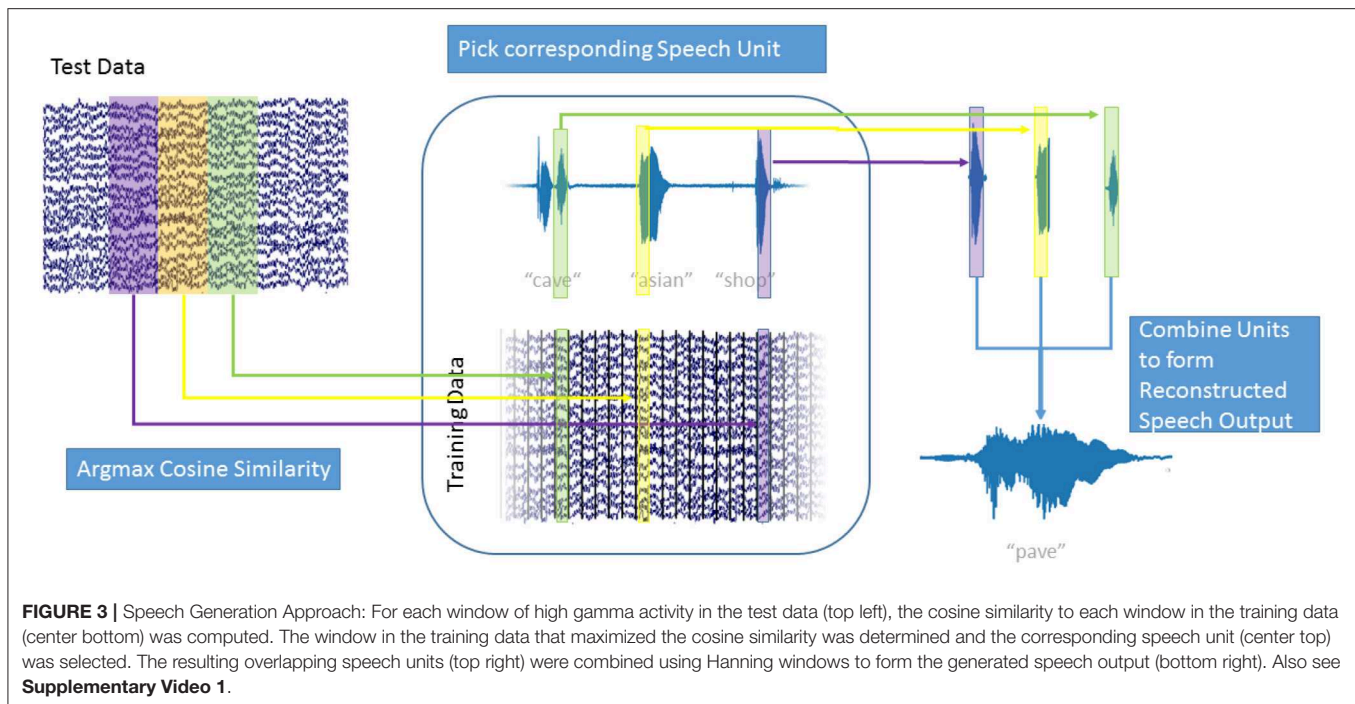 Pick corresponding Speech Unit
Test Data
“cave“
“asian”
“shop”
Training Data
Argmax Cosine Similarity
Combine Units
to form
Reconstructed
Speech Output
“pave”
FIGURE 3 | Speech Generation Approach: For each window of high gamma activity in the test data (top left), the cosine similarity to each window in the training data
(center bottom) was computed. The window in the training data that maximized the cosine similarity was determined and the corresponding speech unit (center top)
was selected. The resulting overlapping speech units (top right) were combined using Hanning windows to form the generated speech output (bottom right). Also see
Supplementary Video 1.